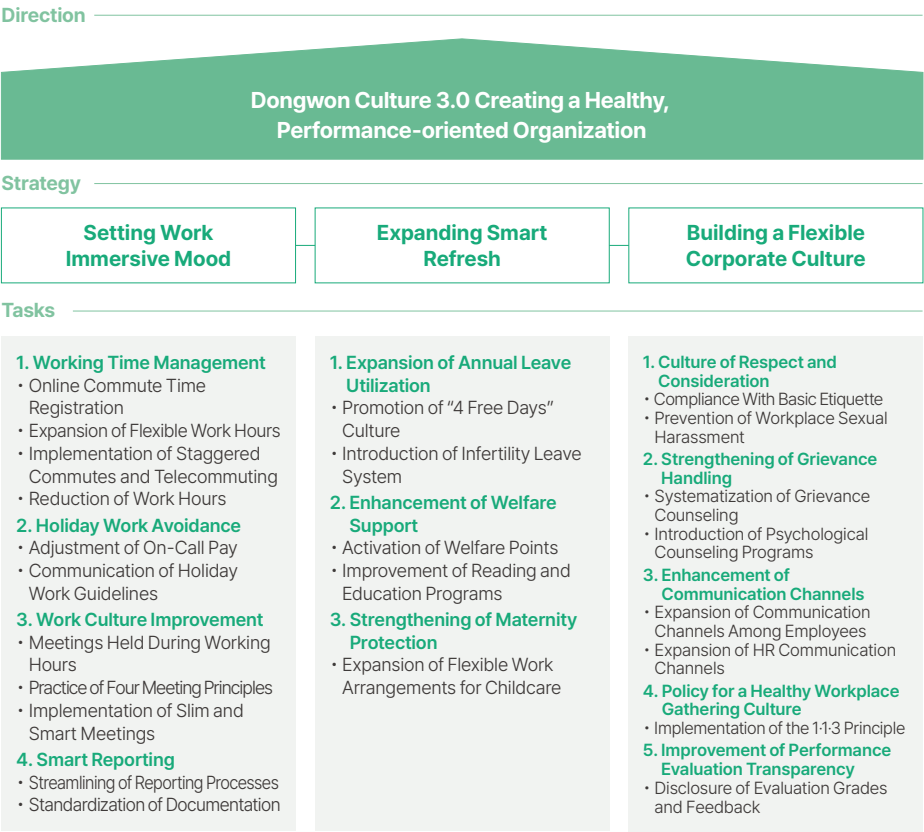 Direction
Dongwon Culture 3.0 Creating a Healthy,
Performance-oriented Organization
Strategy
Setting Work
Immersive Mood
Expanding Smart
Refresh
Building a Flexible
Corporate Culture
Tasks
1. Working Time Management
· Online Commute Time
Registration
· Expansion of Flexible Work Hours
· Implementation of Staggered
Commutes and Telecommuting
· Reduction of Work Hours
2. Holiday Work Avoidance
· Adjustment of On-Call Pay
· Communication of Holiday
Work Guidelines
3. Work Culture Improvement
· Meetings Held During Working
Hours
· Practice of Four Meeting Principles
· Implementation of Slim and
Smart Meetings
4. Smart Reporting
· Streamlining of Reporting Processes
· Standardization of Documentation
1. Expansion of Annual Leave
Utilization
· Promotion of “4 Free Days”
Culture
· Introduction of Infertility Leave
System
2. Enhancement of Welfare
Support
· Activation of Welfare Points
· Improvement of Reading and
Education Programs
3. Strengthening of Maternity
Protection
· Expansion of Flexible Work
Arrangements for Childcare
1. Culture of Respect and
Consideration
· Compliance With Basic Etiquette
· Prevention of Workplace Sexual
Harassment
2. Strengthening of Grievance
Handling
· Systematization of Grievance
Counseling
· Introduction of Psychological
Counseling Programs
3. Enhancement of
Communication Channels
· Expansion of Communication
Channels Among Employees
· Expansion of HR Communication
Channels
4. Policy for a Healthy Workplace
Gathering Culture
· Implementation of the 1·1·3 Principle
5. Improvement of Performance
Evaluation Transparency
· Disclosure of Evaluation Grades
and Feedback